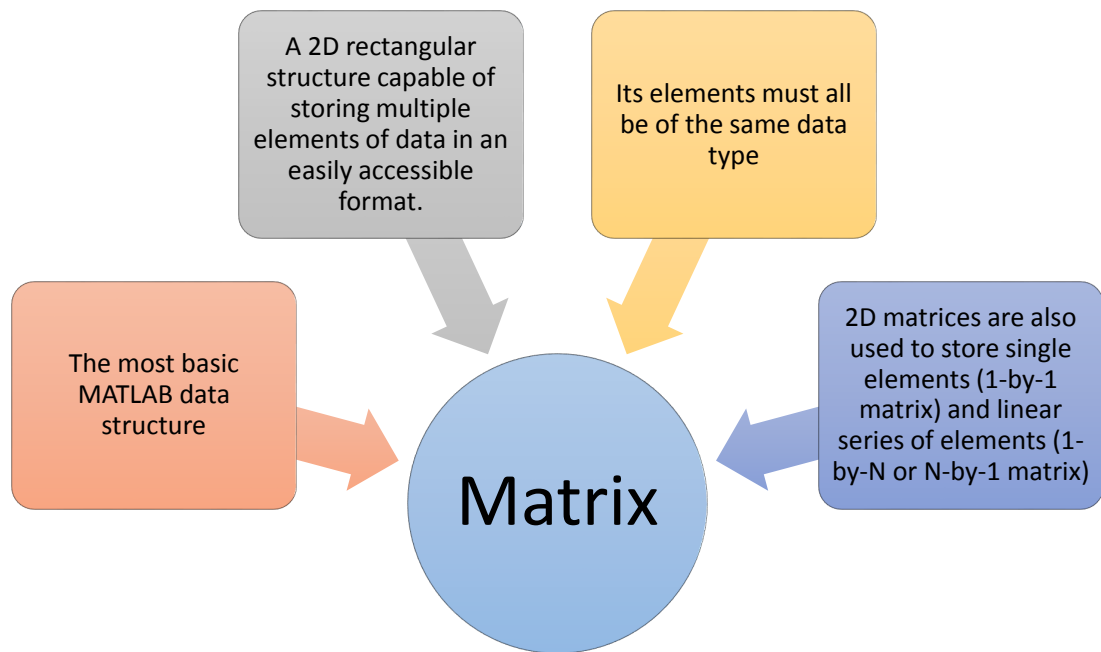 A 2D rectangular
structure capable of
storing multiple
elements of data in an
easily accessible
format.
Its elements must all
be of the same data
type
The most basic
MATLAB data
structure
2D matrices are also
used to store single
elements (1-by-1
matrix) and linear
series of elements (1-
by-N or N-by-1 matrix)
Matrix